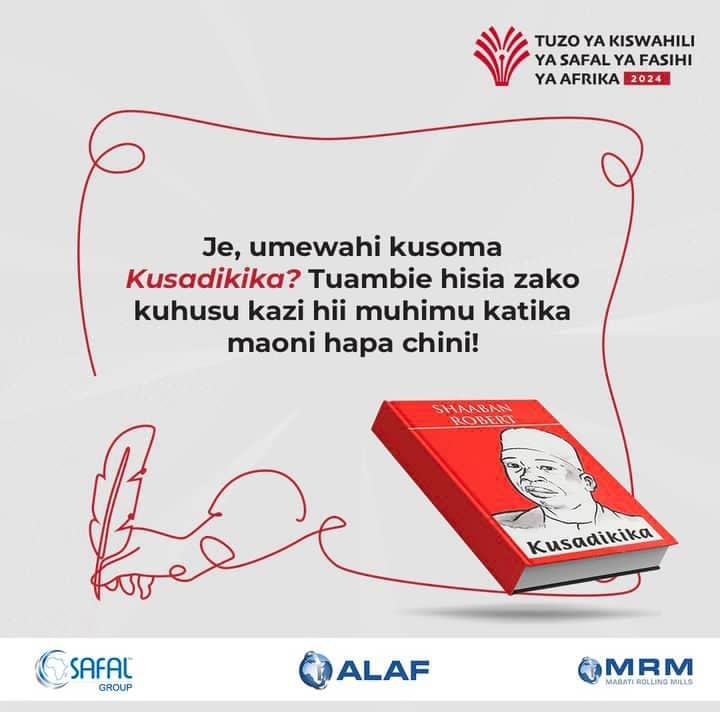 TUZO YA KISWAHILI
YA SAFAL YA FASIHI
YA AFRIKA 2024
Je, umewahi kusoma
Kusadikika? Tuambie hisia zako
kuhusu kazi hii muhimu katika
maoni hapa chini!
SHAABAN
ROBERT
Kusadikika
SAFAL
GROUP
ALAF
MRM
MABATI ROLLING MILLS